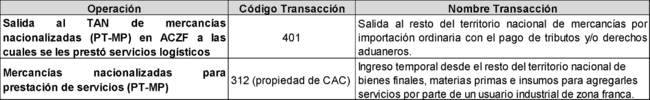 Operación
Código Transacción
Nombre Transacción
Salida al TAN de mercancías
nacionalizadas (PT-MP) en ACZF a las
cuales se les prestó servicios logísticos
401
Salida al resto del territorio nacional de mercancías por
importación ordinaria con el pago de tributos y/o derechos
aduaneros.
Mercancías nacionalizadas para
prestación de servicios (PT-MP)
312 (propiedad de CAC)
Ingreso temporal desde el resto del territorio nacional de
bienes finales, materias primas e insumos para agregarles
servicios por parte de un usuario industrial de zona franca.